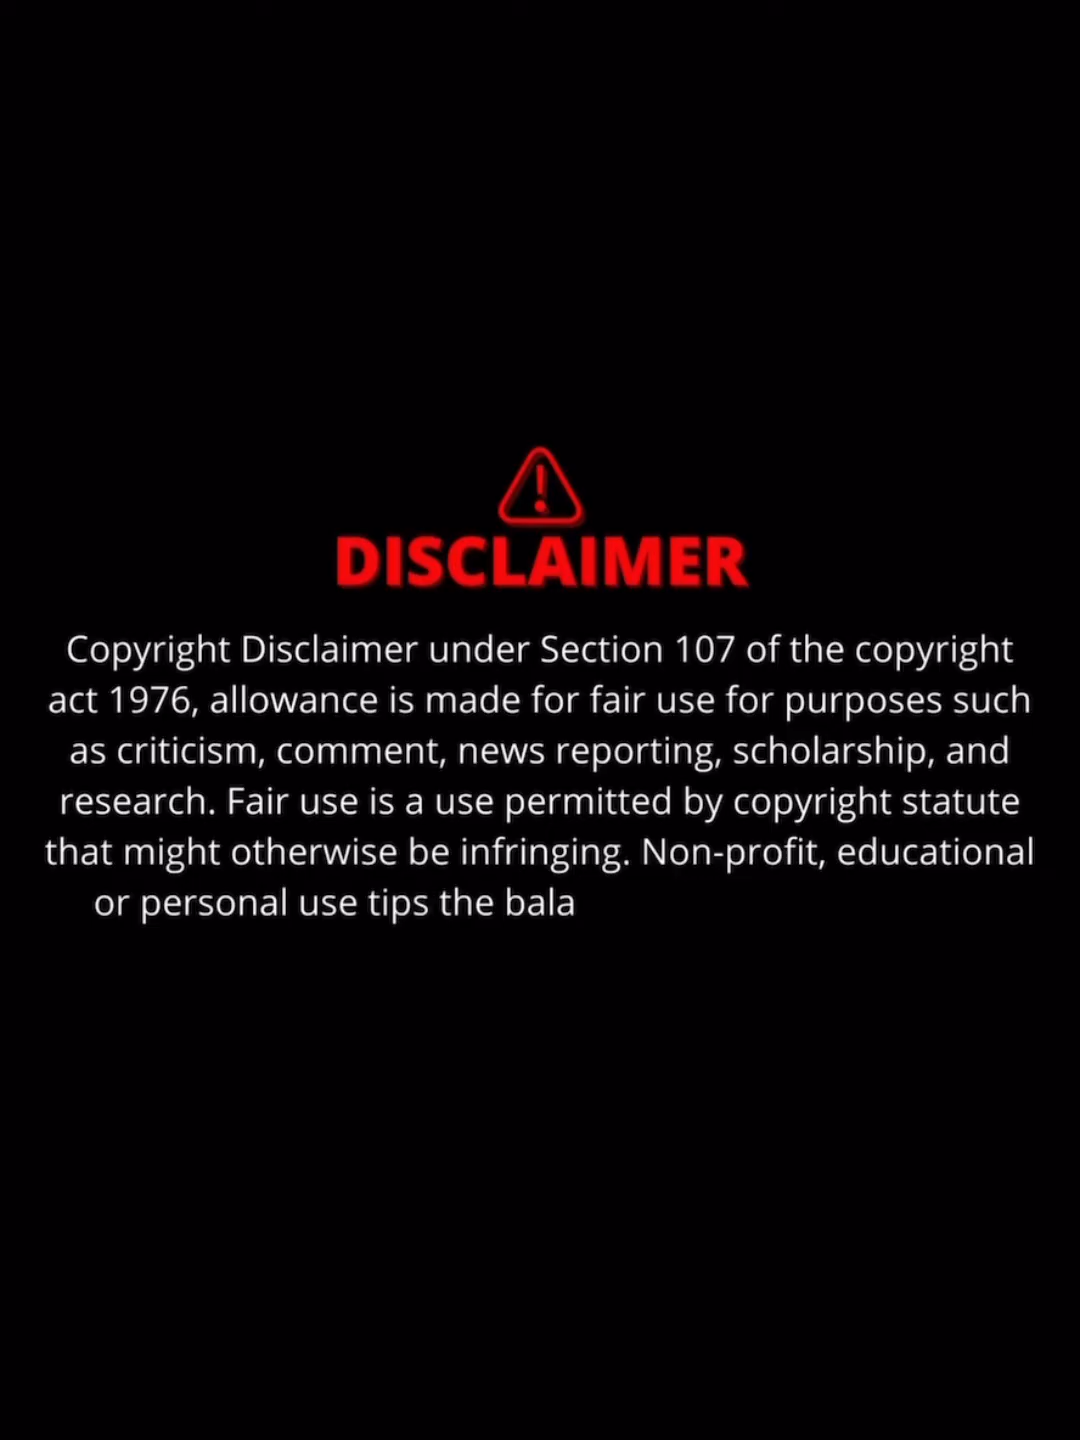 DISCLAIMER
Copyright Disclaimer under Section 107 of the copyright
act 1976, allowance is made for fair use for purposes such
as criticism, comment, news reporting, scholarship, and
research. Fair use is a use permitted by copyright statute
that might otherwise be infringing. Non-profit, educational
or personal use tips the bala